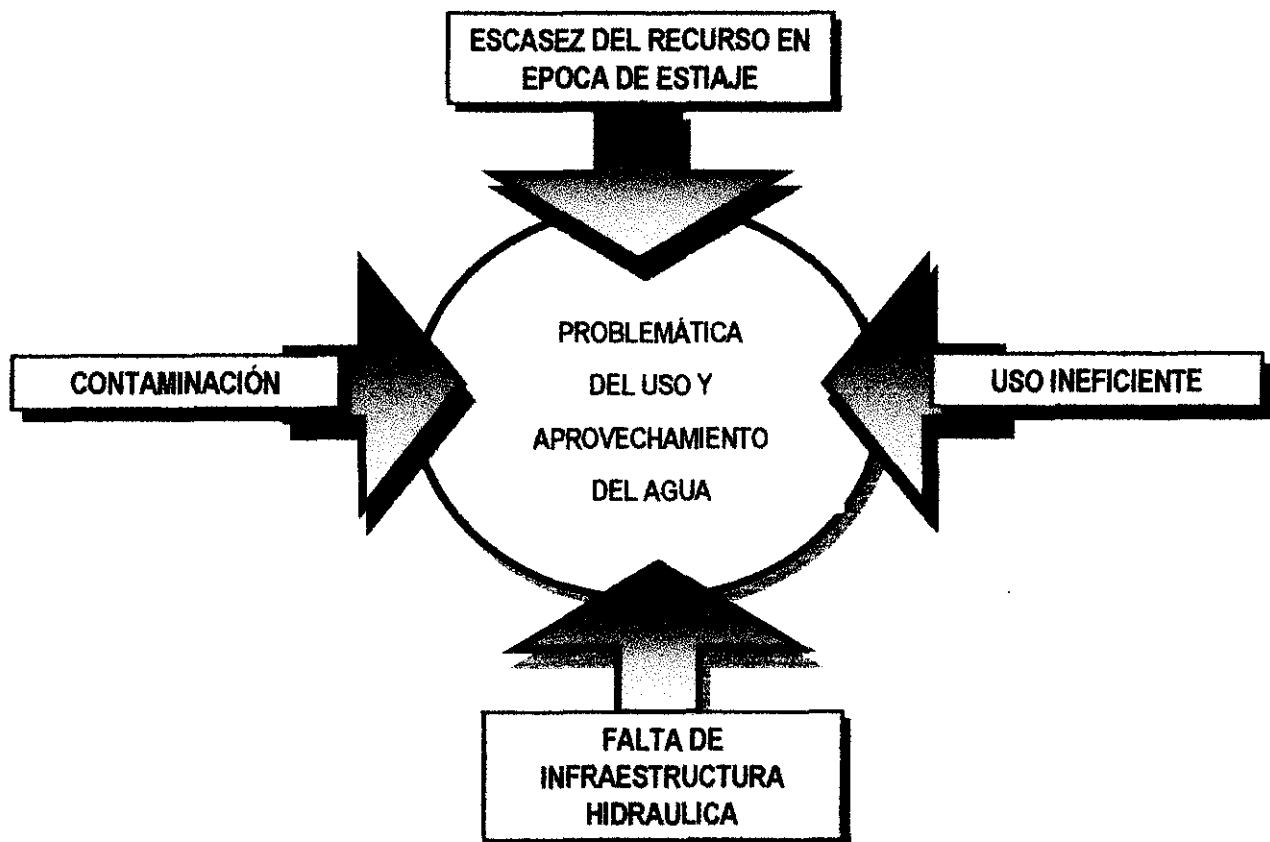 ESCASEZ DEL RECURSO EN
EPOCA DE ESTIAJE
PROBLEMÁTICA
DEL USO Y
APROVECHAMIENTO
DEL AGUA
CONTAMINACIÓN
USO INEFICIENTE
FALTA DE
INFRAESTRUCTURA
HIDRAULICA